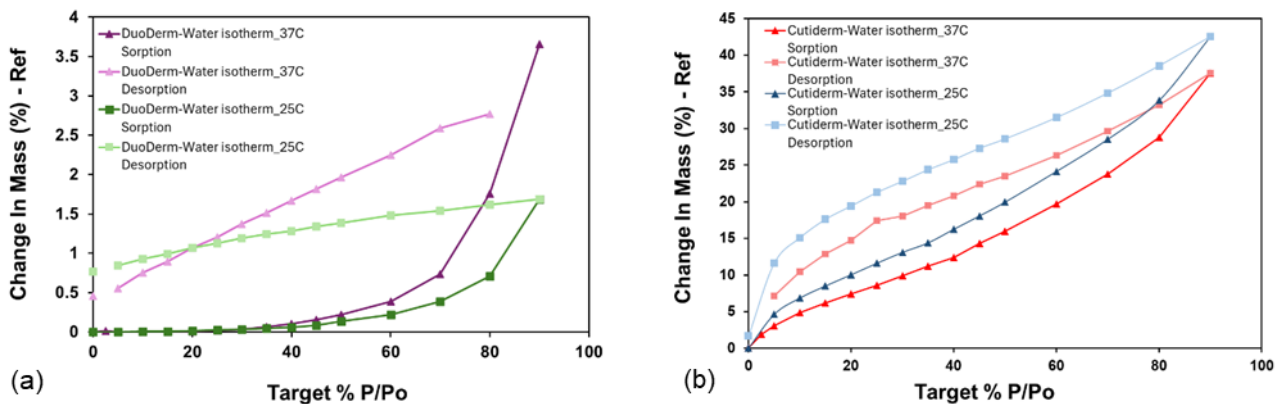 DuoDerm-Water isotherm_37C
Sorption
DuoDerm-Water isotherm_37C
Desorption
DuoDerm-Water isotherm_25C
Sorption
DuoDerm-Water isotherm_25C
Desorption
Change In Mass (%) - Ref
4
3.5
3
2.5
2
1.5
1
0.5
0
0
20
40
60
80
100
Target % P/Po
(a)
Cutiderm-Water isotherm_37C
Sorption
Cutiderm-Water isotherm_37C
Desorption
Cutiderm-Water isotherm_25C
Sorption
Cutiderm-Water isotherm_25C
Desorption
Change In Mass (%) - Ref
45
40
35
30
25
20
15
10
5
0
0
20
40
60
80
100
Target % P/Po
(b)